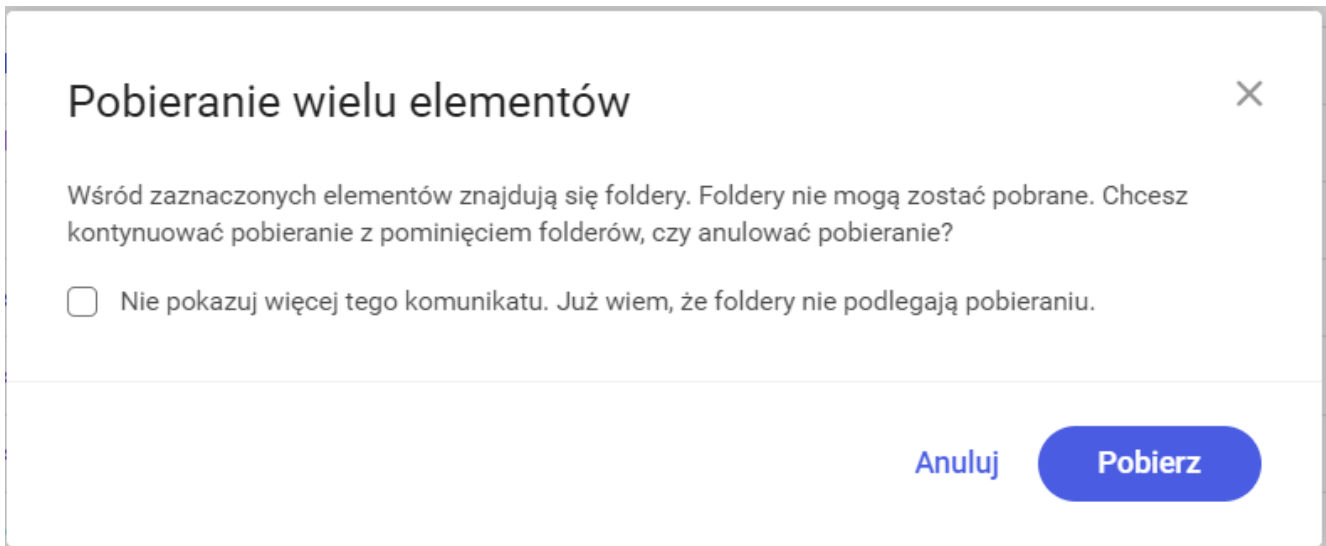 Pobieranie wielu elementów
Wśród zaznaczonych elementów znajdują się foldery. Foldery nie mogą zostać pobrane. Chcesz
kontynuować pobieranie z pominięciem folderów, czy anulować pobieranie?
Nie pokazuj więcej tego komunikatu. Już wiem, że foldery nie podlegają pobieraniu.
Anuluj
Pobierz